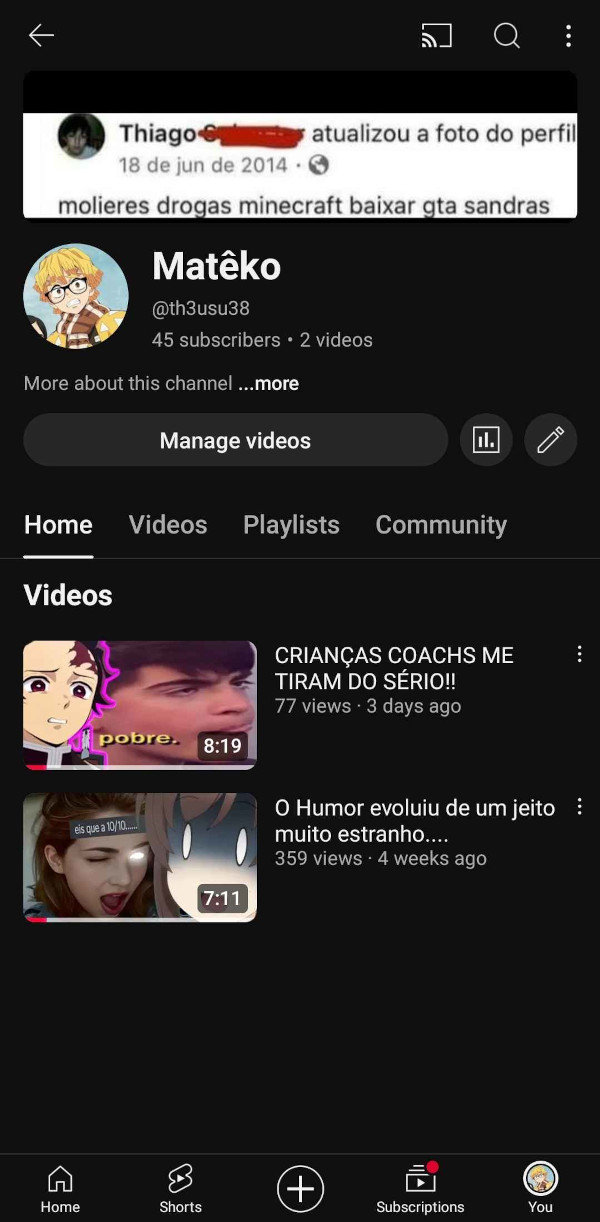 Thiago atualizou a foto do perfil
18 de jun de 2014 ·
molieres drogas minecraft baixar gta sandras
Matêko
@th3usu38
45 subscribers • 2 videos
More about this channel ...more
Manage videos
Home Videos Playlists Community
Videos
CRIANÇAS COACHS ME
TIRAM DO SÉRIO!!
77 views · 3 days ago
pobre.
8:19
O Humor evoluiu de um jeito
muito estranho....
359 views · 4 weeks ago
eis que a 10/10......
7:11
Home Shorts Subscriptions You